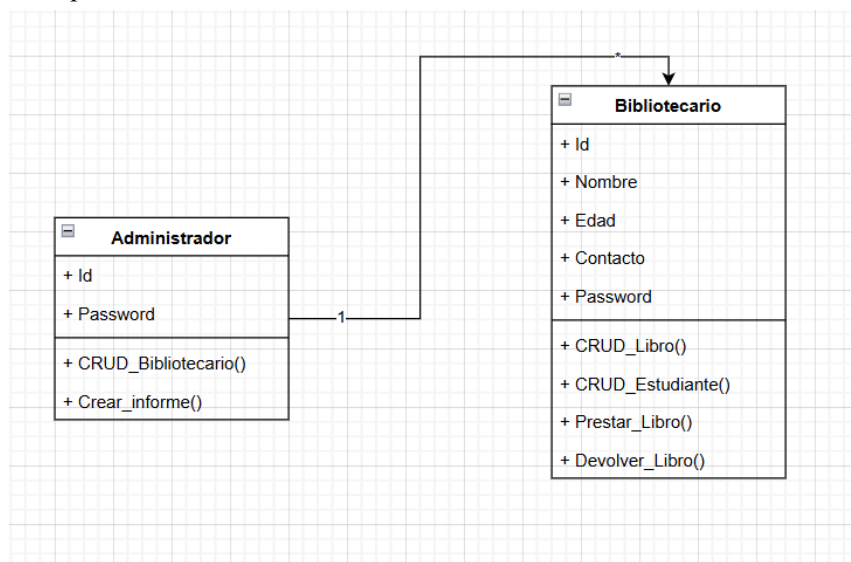 Administrador
+ Id
+ Password
+ CRUD_Bibliotecario()
+ Crear_informe()
1
*
Bibliotecario
+ Id
+ Nombre
+ Edad
+ Contacto
+ Password
+ CRUD_Libro()
+ CRUD_Estudiante()
+ Prestar_Libro()
+ Devolver_Libro()